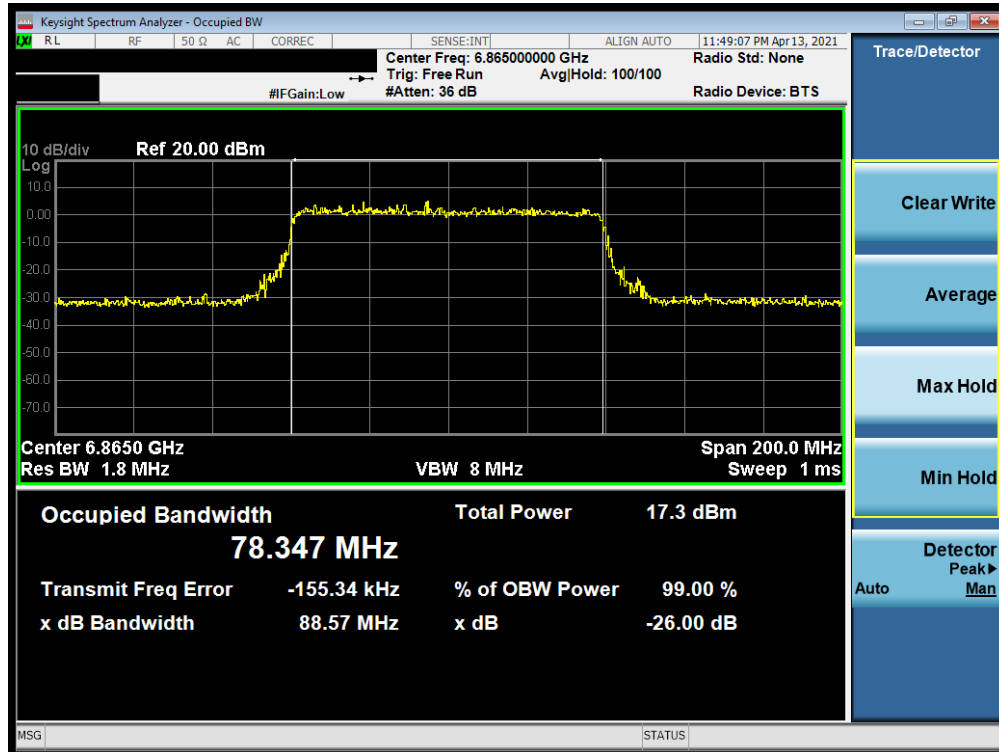 Keysight Spectrum Analyzer - Occupied BW
LXI RL RF 50 Ω AC CORREC SENSE:INT ALIGN AUTO 11:49:07 PM Apr 13, 2021
Center Freq: 6.865000000 GHz Radio Std: None
Trig: Free Run Avg|Hold: 100/100
#IFGain:Low #Atten: 36 dB Radio Device: BTS
10 dB/div Ref 20.00 dBm
Log
10.0
0.00
-10.0
-20.0
-30.0
-40.0
-50.0
-60.0
-70.0
Center 6.8650 GHz Span 200.0 MHz
Res BW 1.8 MHz VBW 8 MHz Sweep 1 ms
Occupied Bandwidth Total Power 17.3 dBm
78.347 MHz
Transmit Freq Error -155.34 kHz % of OBW Power 99.00 %
x dB Bandwidth 88.57 MHz x dB -26.00 dB
MSG STATUS
Trace/Detector
Clear Write
Average
Max Hold
Min Hold
Detector
Peak▶
Auto Man